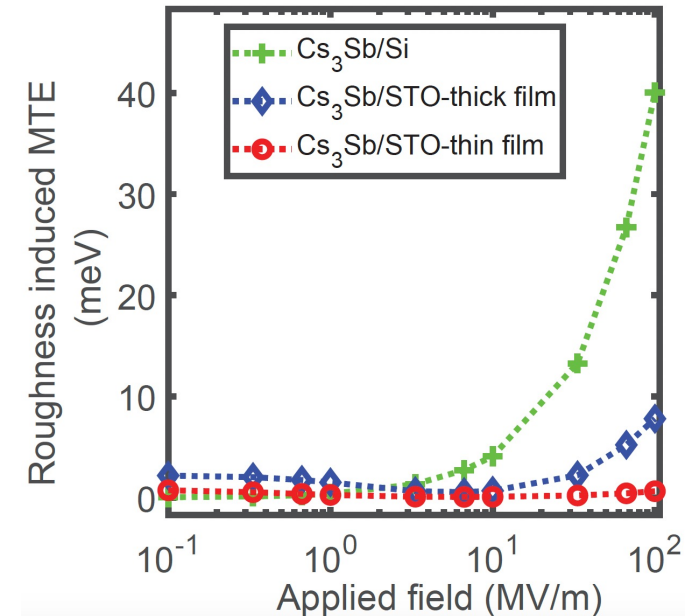 Cs₃Sb/Si
Cs₃Sb/STO-thick film
Cs₃Sb/STO-thin film
Roughness induced MTE
(meV)
40
30
20
10
0
10⁻¹ 10⁰ 10¹ 10²
Applied field (MV/m)